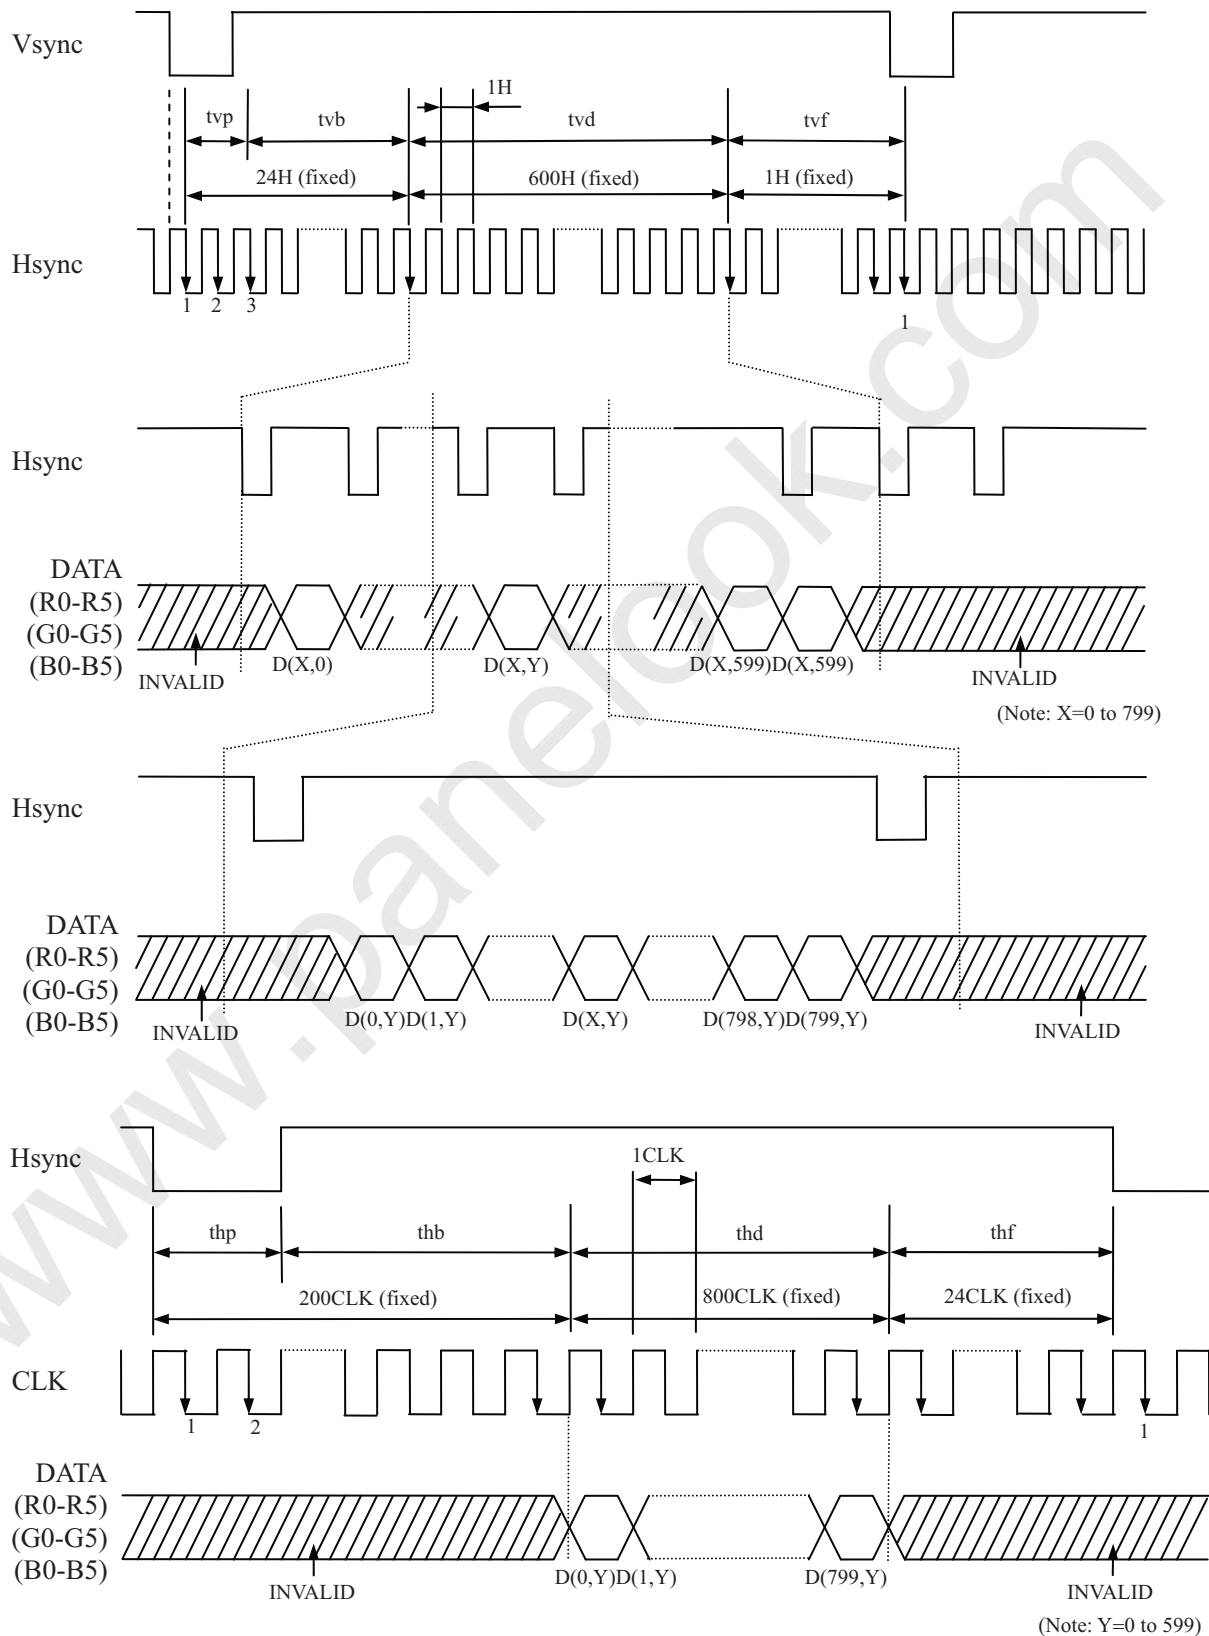 Vsync
1H
tvp tvb tvd tvf
24H (fixed) 600H (fixed) 1H (fixed)
Hsync
1 2 3 1
Hsync
DATA
(R0-R5)
(G0-G5)
(B0-B5)
D(X,0) D(X,Y) D(X,599)D(X,599)
INVALID INVALID
(Note: X=0 to 799)
Hsync
DATA
(R0-R5)
(G0-G5)
(B0-B5)
D(0,Y)D(1,Y) D(X,Y) D(798,Y)D(799,Y)
INVALID INVALID
Hsync
1CLK
thp thb thd thf
200CLK (fixed) 800CLK (fixed) 24CLK (fixed)
CLK
1 2 1
DATA
(R0-R5)
(G0-G5)
(B0-B5)
D(0,Y)D(1,Y) D(799,Y)
INVALID INVALID
(Note: Y=0 to 599)
www.panelook.com